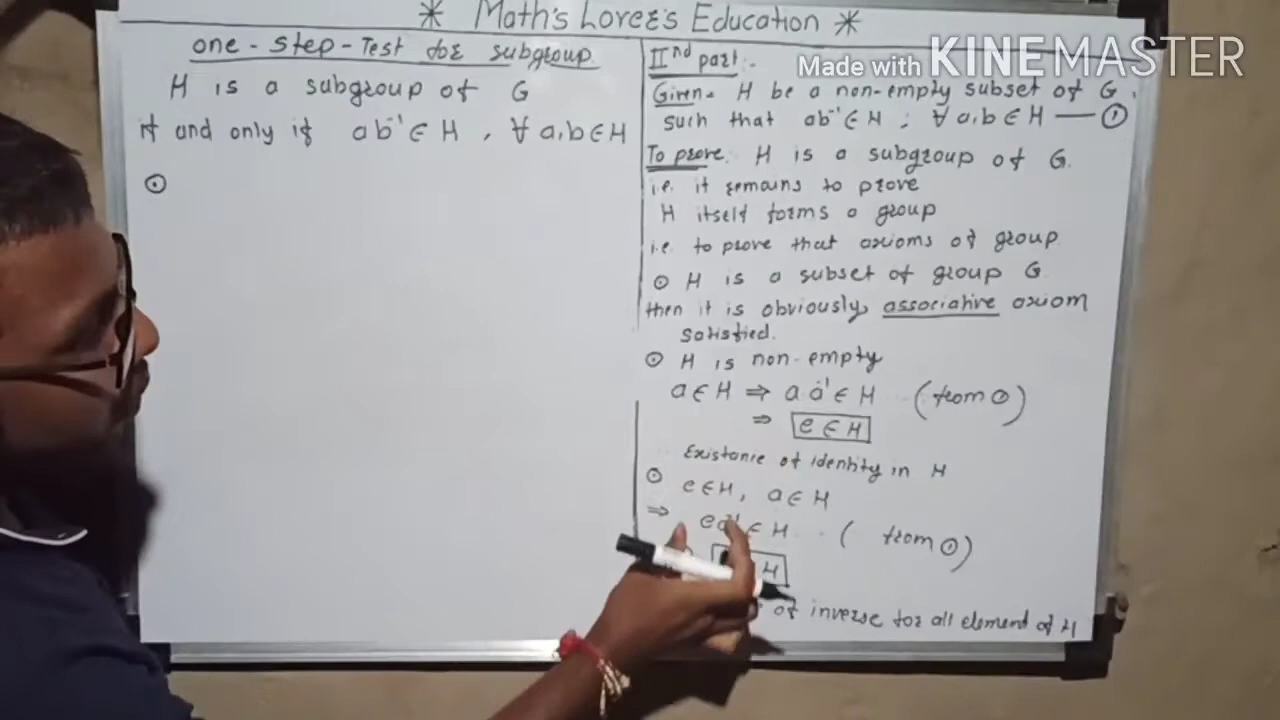 * Math's Lover's Education *
Made with KINEMASTER
one-step-Test for subgroup
H is a subgroup of G
if and only if ab⁻¹ ∈ H, ∀ a,b ∈ H
⊙
IInd part:-
Given- H be a non-empty subset of G,
such that ab⁻¹ ∈ H ; ∀ a,b ∈ H — ①
To prove. H is a subgroup of G.
i.e. it remains to prove
H itself forms a group
i.e. to prove that axioms of group
⊙ H is a subset of group G
then it is obviously associative axiom
satisfied.
⊙ H is non-empty
a ∈ H ⇒ a a⁻¹ ∈ H (from ①)
⇒ e ∈ H
Existance of identity in H
⊙ e ∈ H, a ∈ H
⇒ ea⁻¹ ∈ H (from ①)
H
of inverse for all element of H